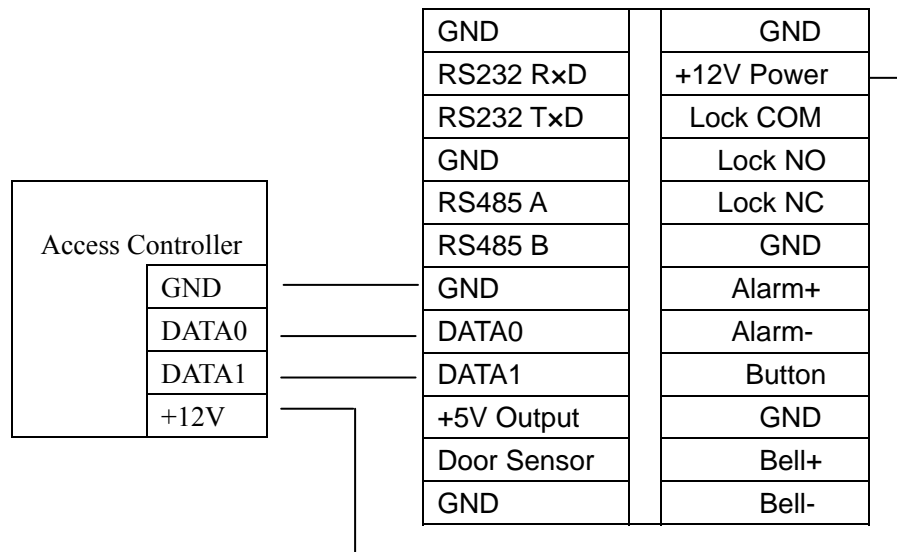 GND GND
RS232 R×D +12V Power
RS232 T×D Lock COM
GND Lock NO
RS485 A Lock NC
Access Controller RS485 B GND
GND GND Alarm+
DATA0 DATA0 Alarm-
DATA1 DATA1 Button
+12V +5V Output GND
Door Sensor Bell+
GND Bell-